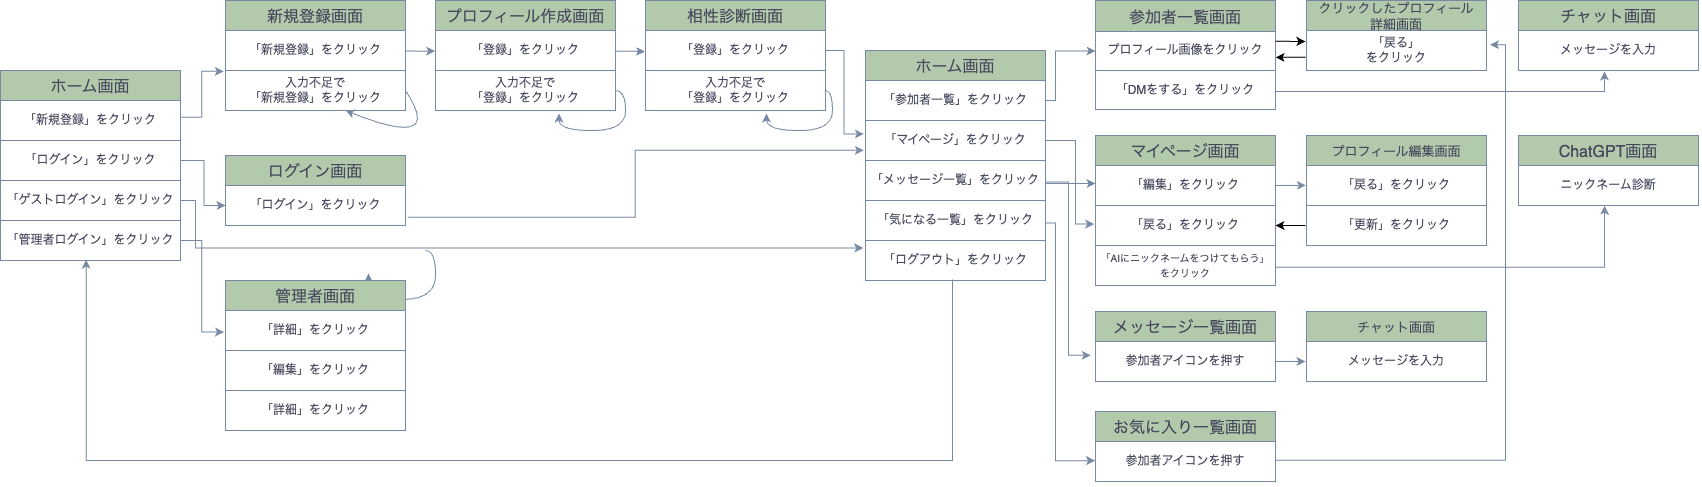 ホーム画面
「新規登録」をクリック
「ログイン」をクリック
「ゲストログイン」をクリック
「管理者ログイン」をクリック
新規登録画面
「新規登録」をクリック
入力不足で
「新規登録」をクリック
プロフィール作成画面
「登録」をクリック
入力不足で
「登録」をクリック
相性診断画面
「登録」をクリック
入力不足で
「登録」をクリック
ログイン画面
「ログイン」をクリック
管理者画面
「詳細」をクリック
「編集」をクリック
「詳細」をクリック
ホーム画面
「参加者一覧」をクリック
「マイページ」をクリック
「メッセージ一覧」をクリック
「気になる一覧」をクリック
「ログアウト」をクリック
参加者一覧画面
プロフィール画像をクリック
「DMをする」をクリック
クリックしたプロフィール
詳細画面
「戻る」
をクリック
チャット画面
メッセージを入力
マイページ画面
「編集」をクリック
「戻る」をクリック
「AIにニックネームをつけてもらう」
をクリック
プロフィール編集画面
「戻る」をクリック
「更新」をクリック
ChatGPT画面
ニックネーム診断
メッセージ一覧画面
参加者アイコンを押す
チャット画面
メッセージを入力
お気に入り一覧画面
参加者アイコンを押す